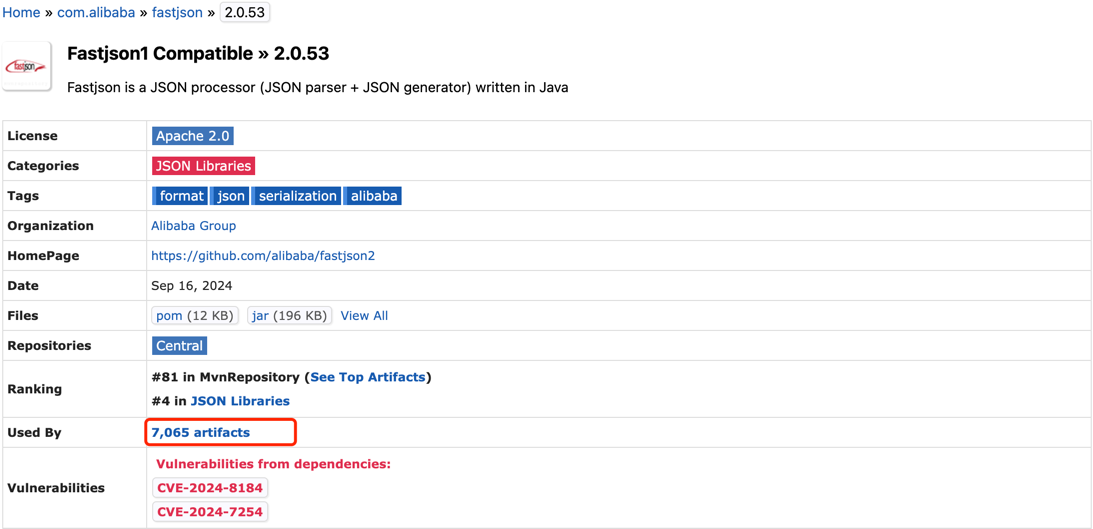 Home » com.alibaba » fastjson » 2.0.53
fastjson
Fastjson1 Compatible » 2.0.53
Fastjson is a JSON processor (JSON parser + JSON generator) written in Java
License Apache 2.0
Categories JSON Libraries
Tags format json serialization alibaba
Organization Alibaba Group
HomePage https://github.com/alibaba/fastjson2
Date Sep 16, 2024
Files pom (12 KB) jar (196 KB) View All
Repositories Central
Ranking #81 in MvnRepository (See Top Artifacts)
#4 in JSON Libraries
Used By 7,065 artifacts
Vulnerabilities Vulnerabilities from dependencies:
CVE-2024-8184
CVE-2024-7254